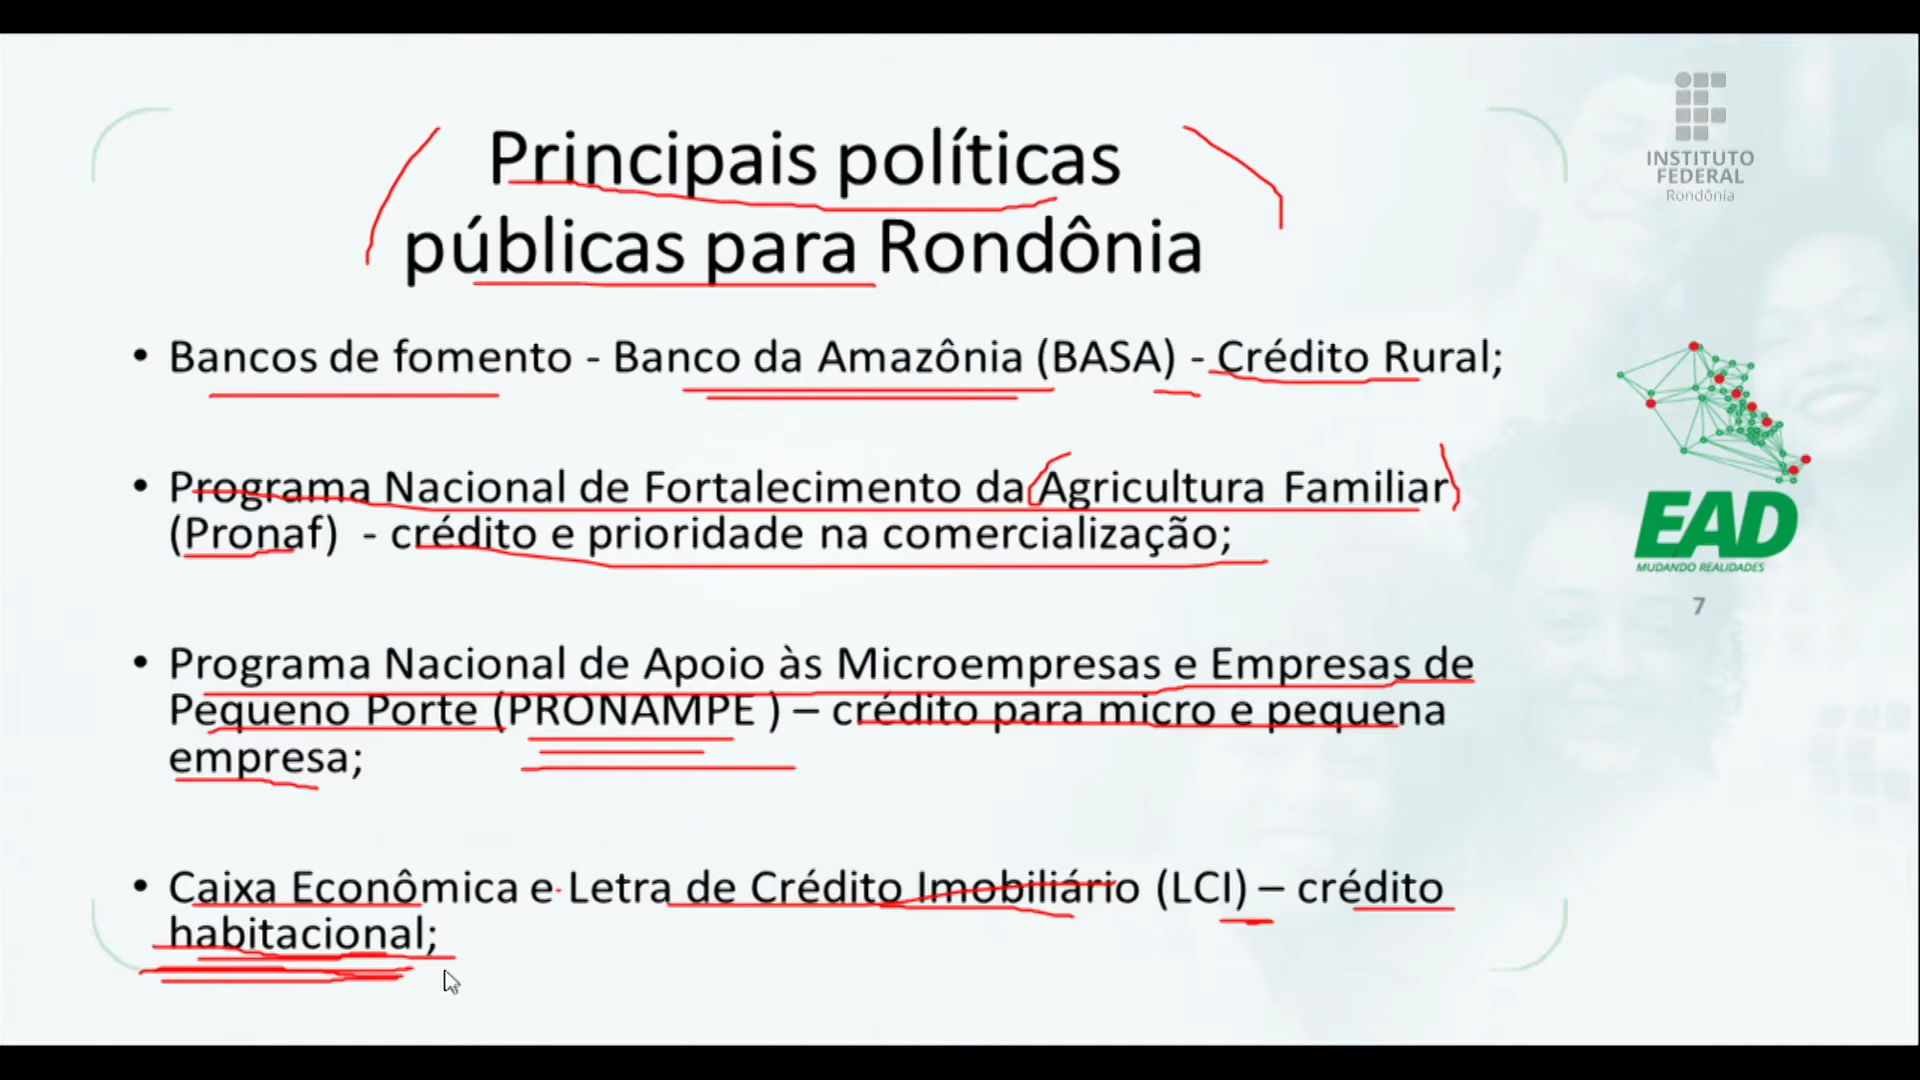 Principais políticas
públicas para Rondônia
INSTITUTO
FEDERAL
Rondônia
• Bancos de fomento - Banco da Amazônia (BASA) - Crédito Rural;
• Programa Nacional de Fortalecimento da Agricultura Familiar
(Pronaf) - crédito e prioridade na comercialização;
EAD
MUDANDO REALIDADES
7
• Programa Nacional de Apoio às Microempresas e Empresas de
Pequeno Porte (PRONAMPE ) – crédito para micro e pequena
empresa;
• Caixa Econômica e Letra de Crédito Imobiliário (LCI) – crédito
habitacional;